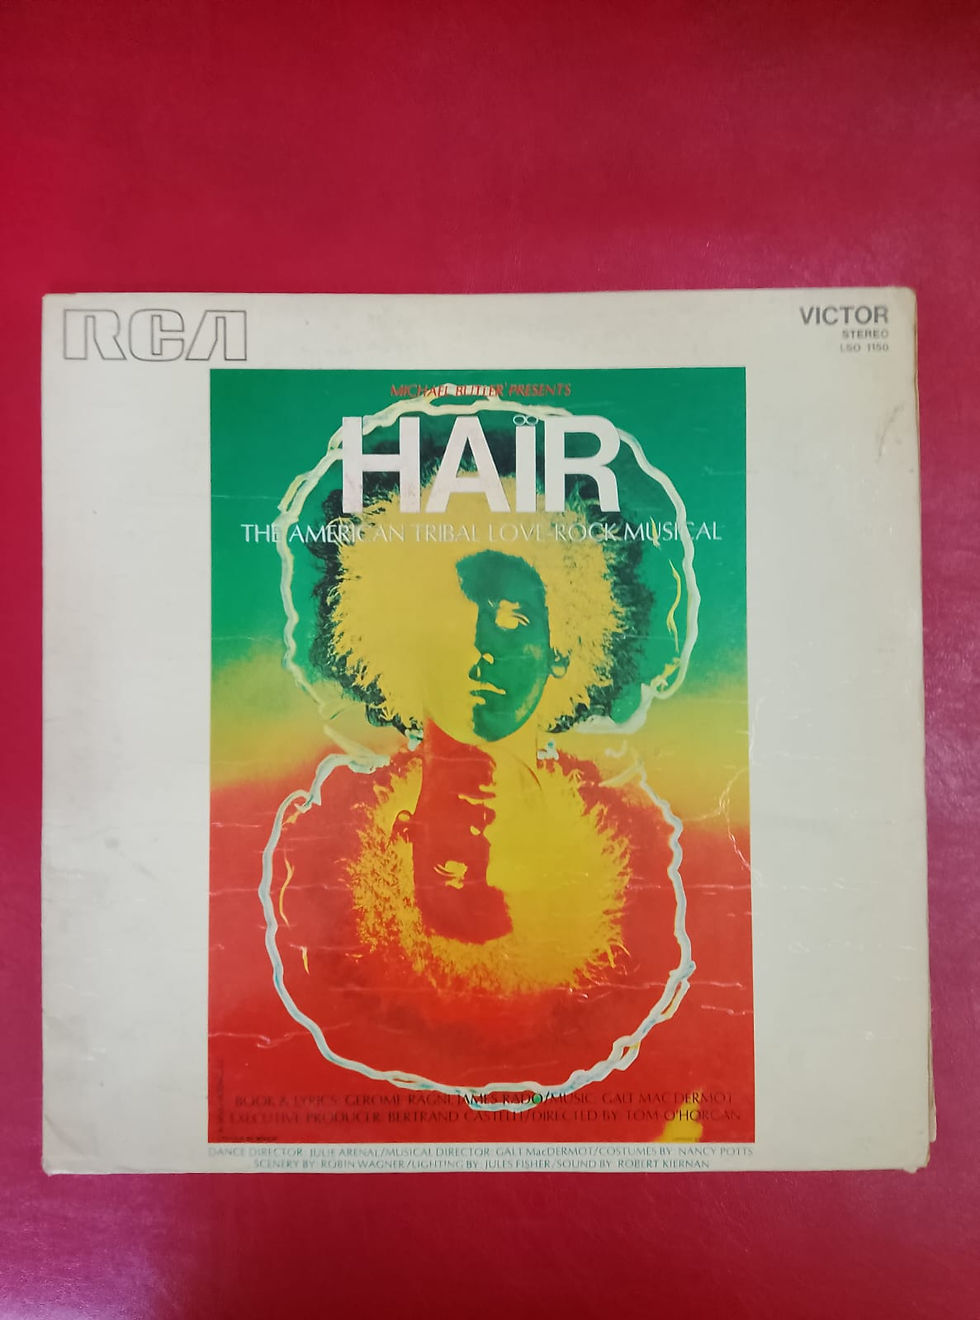 RCA
VICTOR
STEREO
LSO 1150
MICHAEL BUTLER PRESENTS
HAIR
THE AMERICAN TRIBAL LOVE-ROCK MUSICAL
BOOK & LYRICS: GEROME RAGNI JAMES RADO/MUSIC: GALT MAC DERMOT
EXECUTIVE PRODUCER: BERTRAND CASTELLI/DIRECTED BY: TOM O'HORGAN
DANCE DIRECTOR: JULIE ARENAL/MUSICAL DIRECTOR: GALT MacDERMOT/COSTUMES BY: NANCY POTTS
SCENERY BY: ROBIN WAGNER/LIGHTING BY: JULES FISHER/SOUND BY: ROBERT KIERNAN